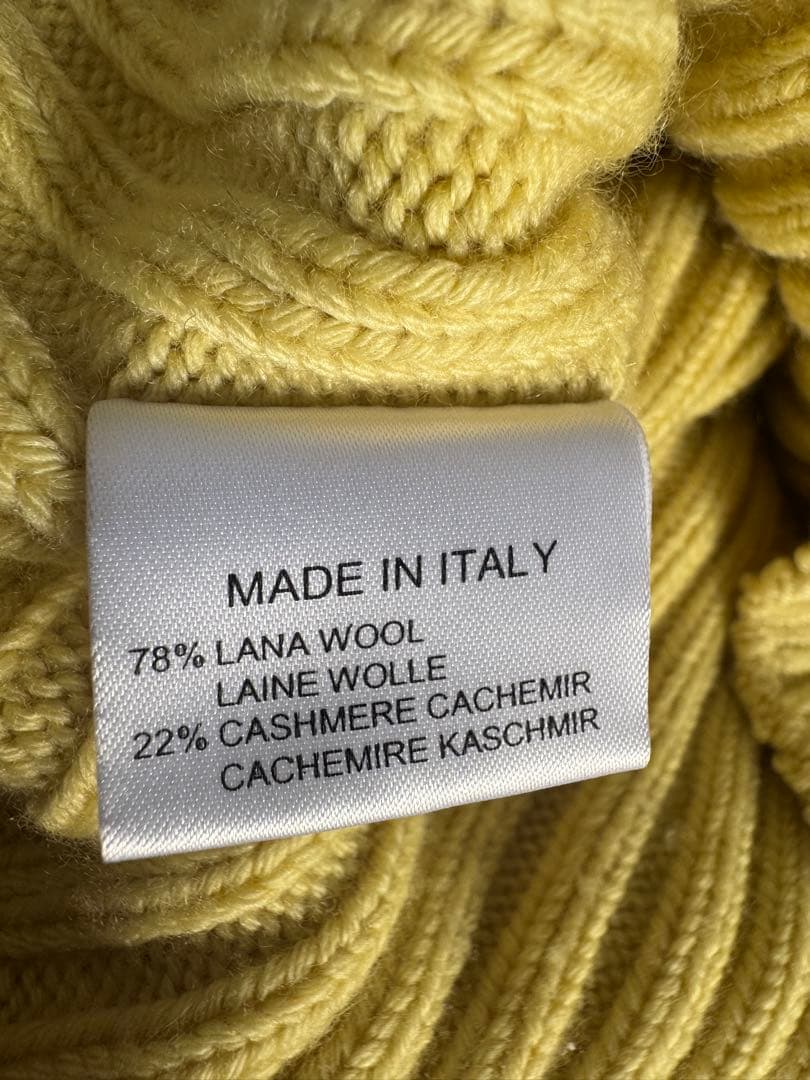 MADE IN ITALY
78% LANA WOOL
LAINE WOLLE
22% CASHMERE CACHEMIR
CACHEMIRE KASCHMIR